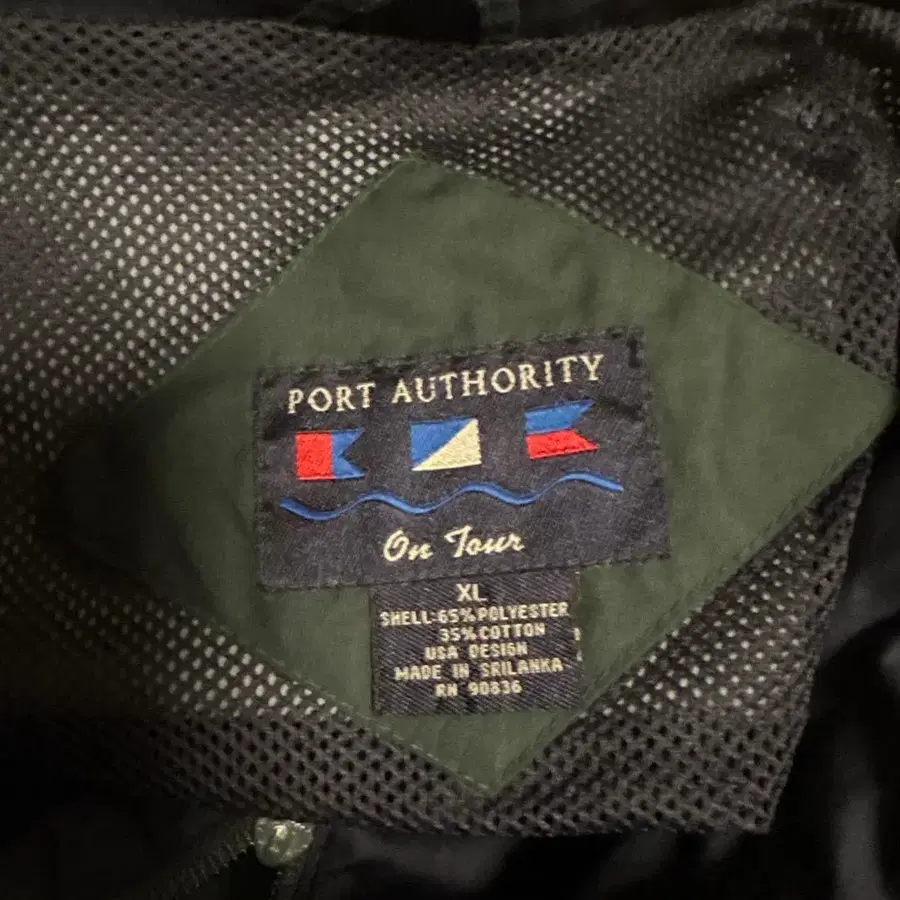 PORT AUTHORITY
On Tour
XL
SHELL-65%POLYESTER
35%COTTON
USA DESIGN
MADE IN SRILANKA
RN 90836